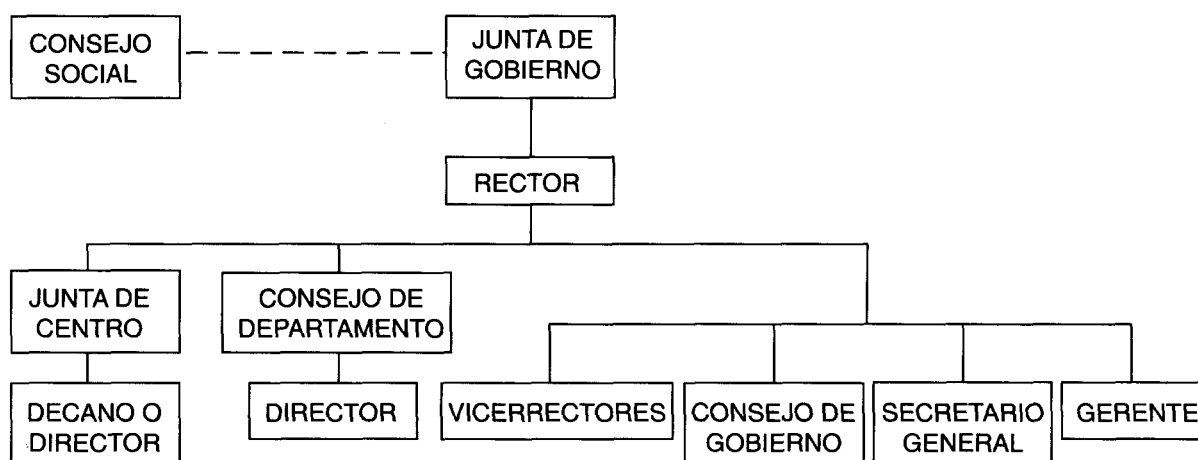 CONSEJO
SOCIAL
JUNTA DE
GOBIERNO
RECTOR
JUNTA DE
CENTRO
CONSEJO DE
DEPARTAMENTO
DECANO O
DIRECTOR
DIRECTOR
VICERRECTORES
CONSEJO DE
GOBIERNO
SECRETARIO
GENERAL
GERENTE